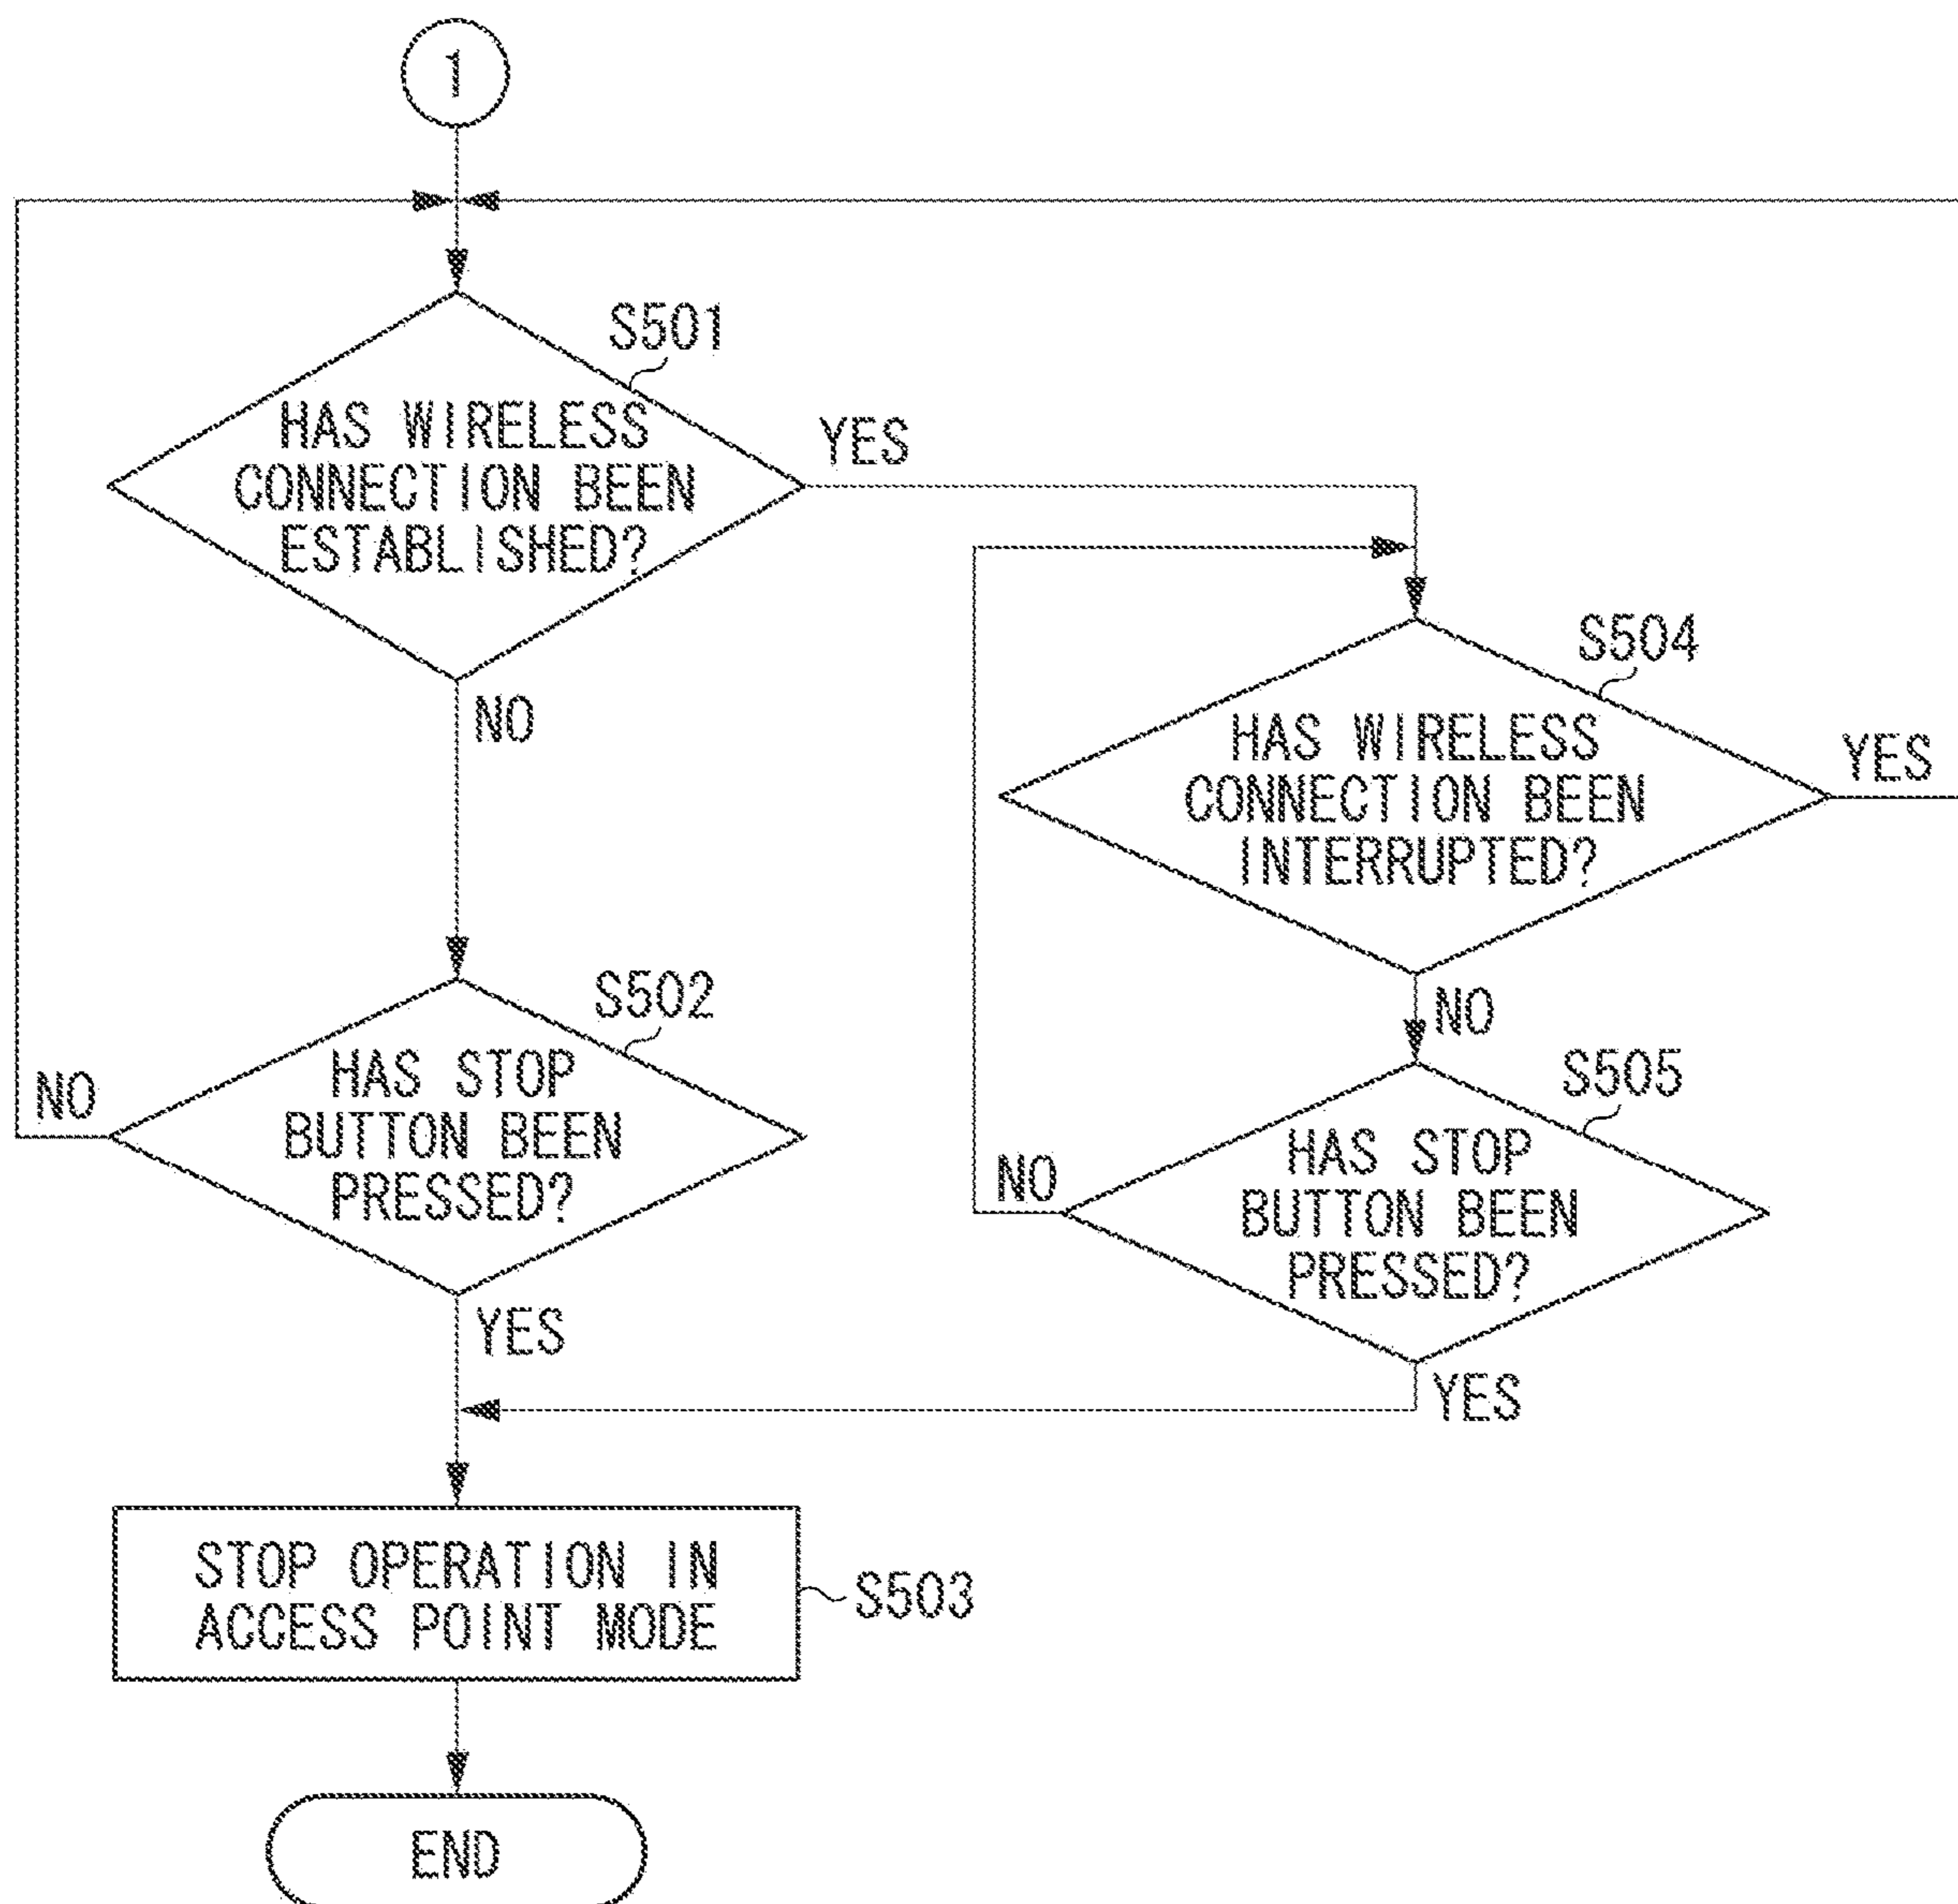 1
S501
HAS WIRELESS
CONNECTION BEEN
ESTABLISHED?
YES
NO
S504
HAS WIRELESS
CONNECTION BEEN
INTERRUPTED?
YES
NO
S502
HAS STOP
BUTTON BEEN
PRESSED?
NO
YES
S505
HAS STOP
BUTTON BEEN
PRESSED?
NO
YES
STOP OPERATION IN
ACCESS POINT MODE
S503
END